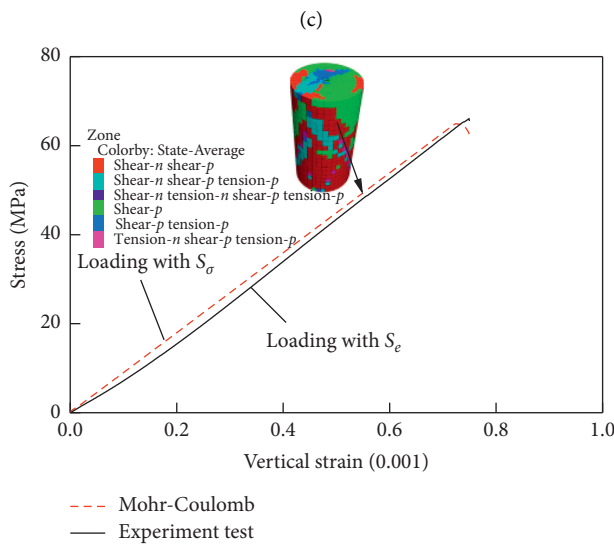 (c)
80
60
40
20
0
Stress (MPa)
Zone
Colorby: State-Average
Shear-n shear-p
Shear-n shear-p tension-p
Shear-n tension-n shear-p tension-p
Shear-p
Shear-p tension-p
Tension-n shear-p tension-p
Loading with Sσ
Loading with Se
0.0 0.2 0.4 0.6 0.8 1.0
Vertical strain (0.001)
Mohr-Coulomb
Experiment test